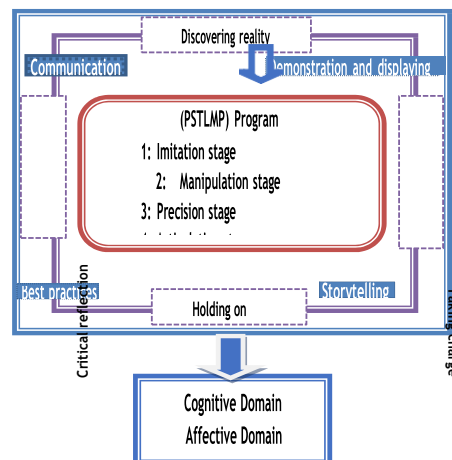 Discovering reality
Communication
Demonstration and displaying
(PSTLMP) Program
1: Imitation stage
2: Manipulation stage
3: Precision stage
Best practices
Storytelling
Critical reflection
Holding on
Cognitive Domain
Affective Domain